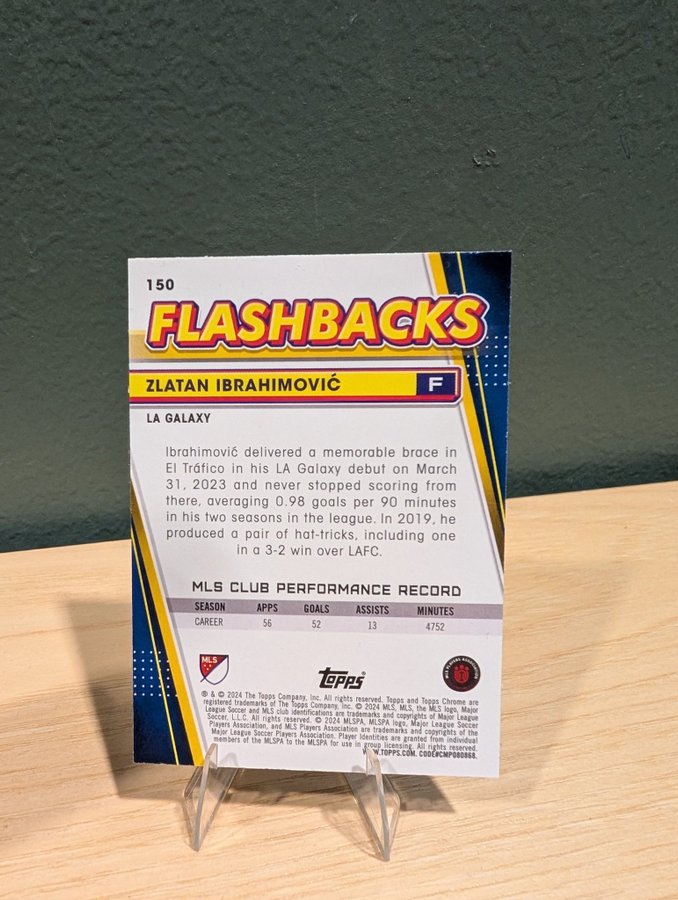 150
FLASHBACKS
ZLATAN IBRAHIMOVIĆ F
LA GALAXY
Ibrahimović delivered a memorable brace in
El Tráfico in his LA Galaxy debut on March
31, 2023 and never stopped scoring from
there, averaging 0.98 goals per 90 minutes
in his two seasons in the league. In 2019, he
produced a pair of hat-tricks, including one
in a 3-2 win over LAFC.
MLS CLUB PERFORMANCE RECORD
SEASON APPS GOALS ASSISTS MINUTES
CAREER 56 52 13 4752
MLS
Topps
MLS PLAYERS ASSOCIATION
® & © 2024 The Topps Company, Inc. All rights reserved. Topps and Topps Chrome are
registered trademarks of The Topps Company, Inc. © 2024 MLS, MLS, the MLS logo, Major
League Soccer and MLS club identifications are trademarks and copyrights of Major League
Soccer, L.L.C. All rights reserved. © 2024 MLSPA, MLSPA logo, Major League Soccer
Players Association, and MLS Players Association are trademarks and copyrights of the
Major League Soccer Players Association. Player Identities are granted from individual
members of the MLSPA to the MLSPA for use in group licensing. All rights reserved.
WWW.TOPPS.COM. CODE#CMP080868.